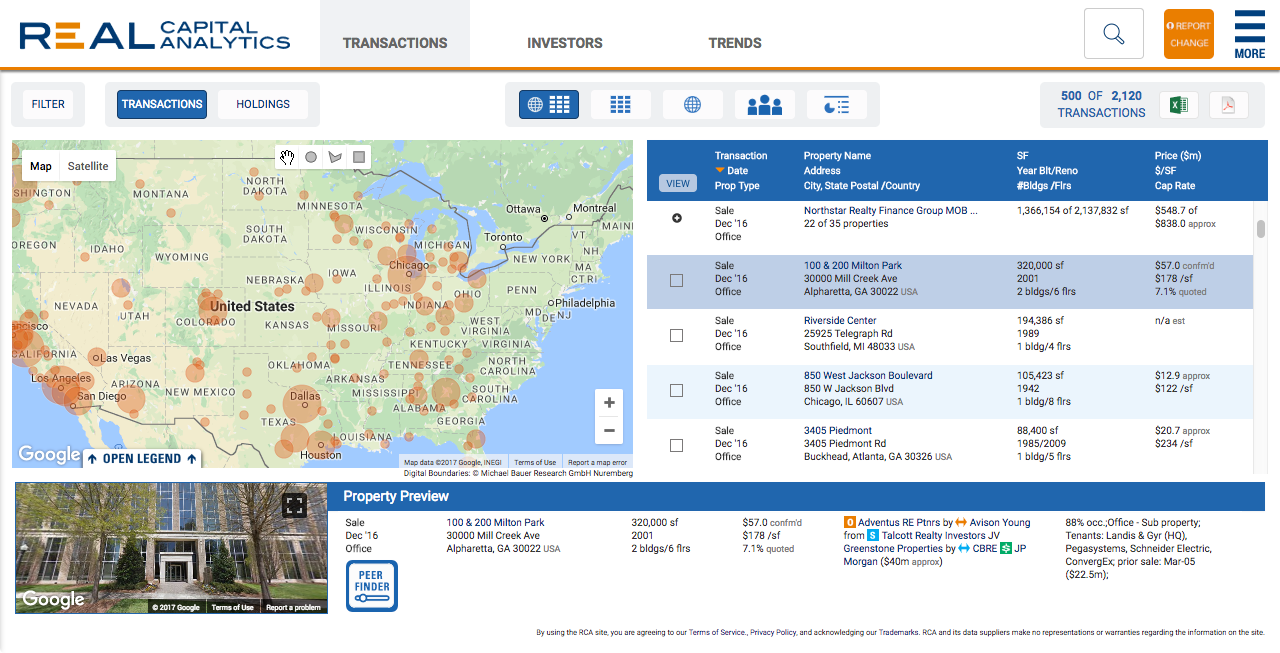 REAL CAPITAL ANALYTICS
TRANSACTIONS
INVESTORS
TRENDS
REPORT CHANGE
MORE
FILTER
TRANSACTIONS
HOLDINGS
500 OF 2,120
TRANSACTIONS
Map
Satellite
SHINGTON
MONTANA
NORTH DAKOTA
MINNESOTA
Ottawa
Montreal
OREGON
IDAHO
WYOMING
SOUTH DAKOTA
WISCONSIN
MICHIGAN
Toronto
VT
MAIN
NH
NEW YORK
MA
CT RI
NEBRASKA
IOWA
Chicago
ILLINOIS
INDIANA
OHIO
PENN
NEVADA
UTAH
COLORADO
United States
KANSAS
MISSOURI
Philadelphia
MD
DE
NJ
WEST VIRGINIA
VIRGINIA
KENTUCKY
ncisco
CALIFORNIA
Las Vegas
Los Angeles
San Diego
ARIZONA
NEW MEXICO
OKLAHOMA
ARKANSAS
TENNESSEE
NORTH CAROLINA
SOUTH CAROLINA
MISSISSIPPI
ALABAMA
GEORGIA
Dallas
TEXAS
LOUISIANA
Houston
+
−
Google
OPEN LEGEND
Map data ©2017 Google, INEGI
Terms of Use
Report a map error
Digital Boundaries: © Michael Bauer Research GmbH Nuremberg
VIEW
Transaction
Date
Prop Type
Property Name
Address
City, State Postal /Country
SF
Year Blt/Reno
#Bldgs /Flrs
Price ($m)
$/SF
Cap Rate
Sale
Dec '16
Office
Northstar Realty Finance Group MOB ...
22 of 35 properties
1,366,154 of 2,137,832 sf
$548.7 of
$838.0 approx
Sale
Dec '16
Office
100 & 200 Milton Park
30000 Mill Creek Ave
Alpharetta, GA 30022 USA
320,000 sf
2001
2 bldgs/6 flrs
$57.0 confm'd
$178 /sf
7.1% quoted
Sale
Dec '16
Office
Riverside Center
25925 Telegraph Rd
Southfield, MI 48033 USA
194,386 sf
1989
1 bldg/4 flrs
n/a est
Sale
Dec '16
Office
850 West Jackson Boulevard
850 W Jackson Blvd
Chicago, IL 60607 USA
105,423 sf
1942
1 bldg/8 flrs
$12.9 approx
$122 /sf
Sale
Dec '16
Office
3405 Piedmont
3405 Piedmont Rd
Buckhead, Atlanta, GA 30326 USA
88,400 sf
1985/2009
1 bldg/5 flrs
$20.7 approx
$234 /sf
Google
© 2017 Google
Terms of Use
Report a problem
Property Preview
Sale
Dec '16
Office
100 & 200 Milton Park
30000 Mill Creek Ave
Alpharetta, GA 30022 USA
320,000 sf
2001
2 bldgs/6 flrs
$57.0 confm'd
$178 /sf
7.1% quoted
O Adventus RE Ptnrs by Avison Young
from S Talcott Realty Investors JV
Greenstone Properties by CBRE JP
Morgan ($40m approx)
88% occ.;Office - Sub property;
Tenants: Landis & Gyr (HQ),
Pegasystems, Schneider Electric,
ConvergEx; prior sale: Mar-05
($22.5m);
PEER
FINDER
By using the RCA site, you are agreeing to our Terms of Service., Privacy Policy, and acknowledging our Trademarks. RCA and its data suppliers make no representations or warranties regarding the information on the site.